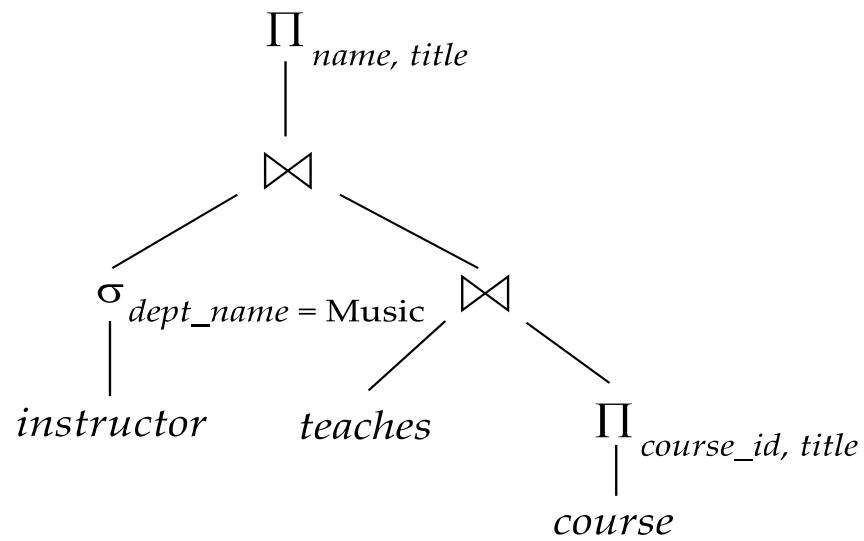 Π name, title
⋈
σ dept_name = Music ⋈
instructor teaches Π course_id, title
course